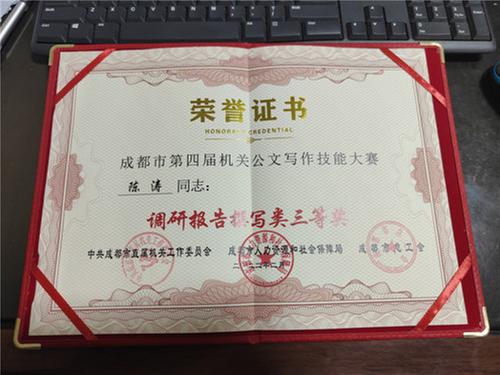 荣誉证书
HONORARY CREDENTIAL
成都市第四届机关公文写作技能大赛
陈涛 同志:
调研报告撰写类三等奖
中共成都市直属机关工作委员会 成都市人力资源和社会保障局 成都市总工会